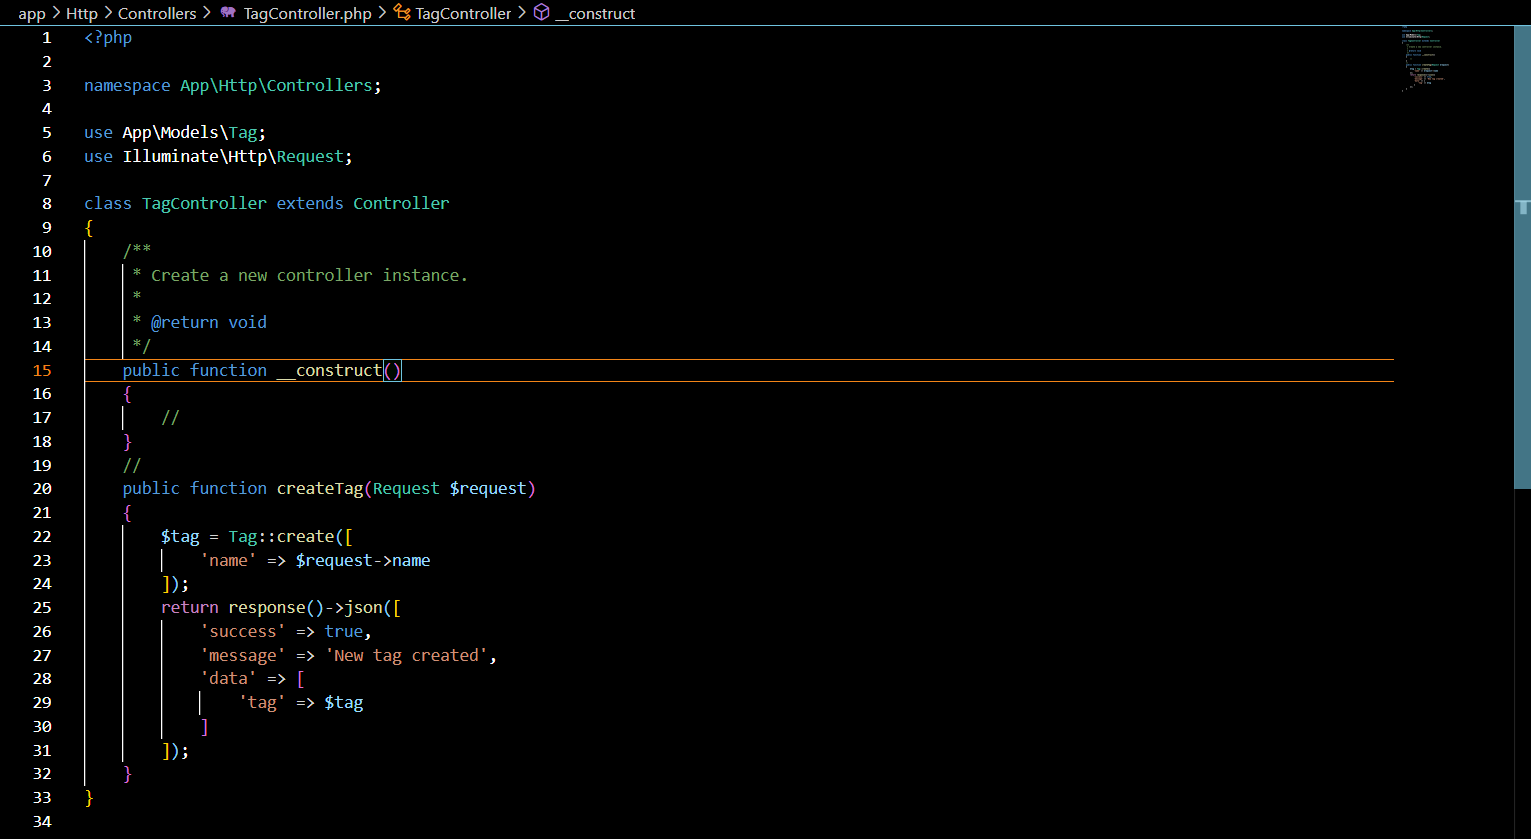 app > Http > Controllers > TagController.php > TagController > __construct
1 <?php
2
3 namespace App\Http\Controllers;
4
5 use App\Models\Tag;
6 use Illuminate\Http\Request;
7
8 class TagController extends Controller
9 {
10     /**
11      * Create a new controller instance.
12      *
13      * @return void
14      */
15     public function __construct()
16     {
17         //
18     }
19     //
20     public function createTag(Request $request)
21     {
22         $tag = Tag::create([
23             'name' => $request->name
24         ]);
25         return response()->json([
26             'success' => true,
27             'message' => 'New tag created',
28             'data' => [
29                 'tag' => $tag
30             ]
31         ]);
32     }
33 }
34